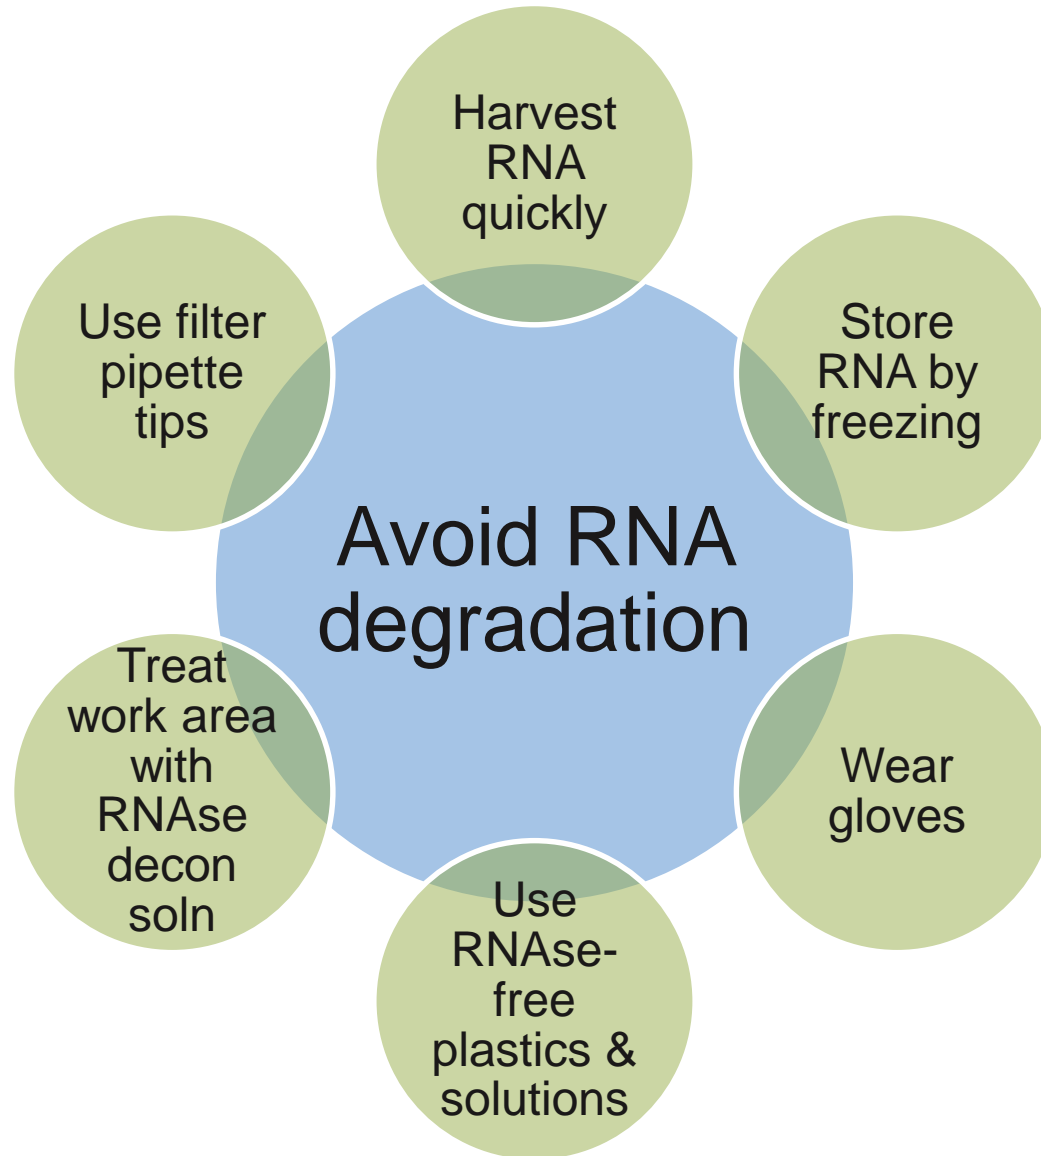 Harvest
RNA
quickly
Use filter
pipette
tips
Store
RNA by
freezing
Avoid RNA
degradation
Treat
work area
with
RNAse
decon
soln
Wear
gloves
Use
RNAse-
free
plastics &
solutions